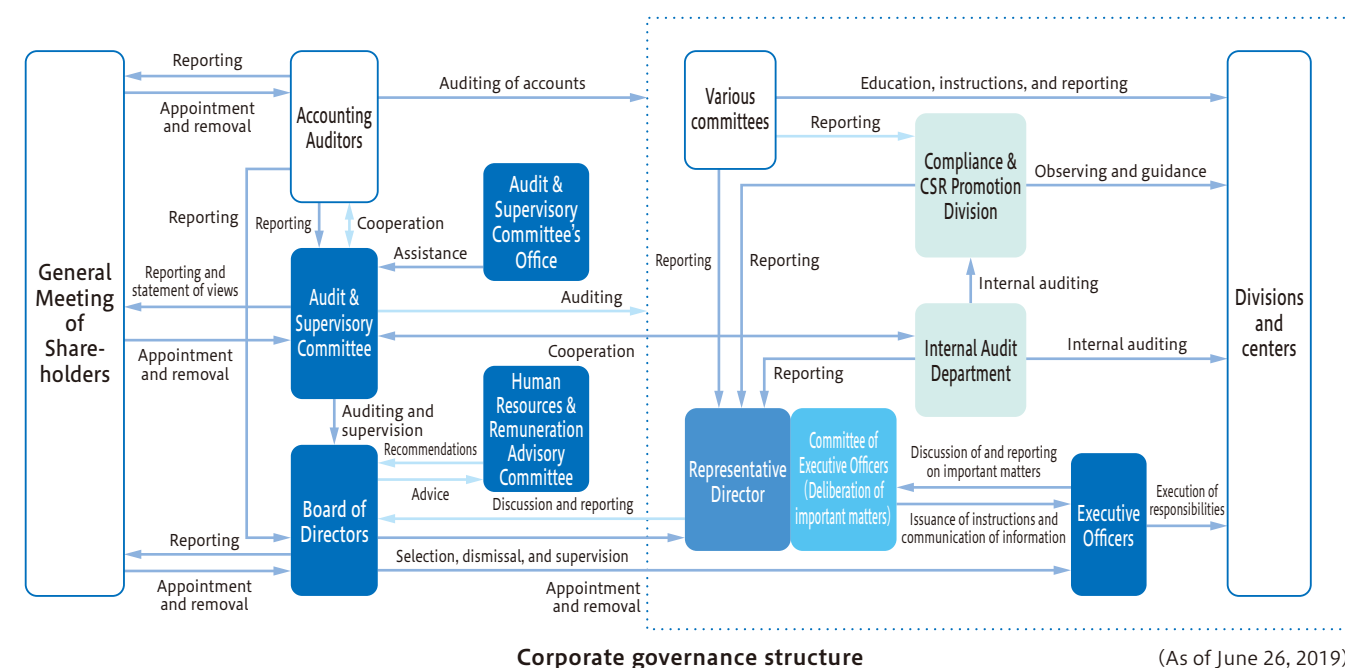 Reporting
Appointment
and removal
Accounting
Auditors
Auditing of accounts
Various
committees
Education, instructions, and reporting
Reporting
Compliance &
CSR Promotion
Division
Observing and guidance
Audit &
Supervisory
Committee's
Office
Reporting
Reporting
Cooperation
Assistance
General
Meeting
of
Share-
holders
Reporting and
statement of views
Audit &
Supervisory
Committee
Auditing
Reporting
Reporting
Internal auditing
Divisions
and
centers
Appointment
and removal
Cooperation
Internal Audit
Department
Internal auditing
Reporting
Human
Resources &
Remuneration
Advisory
Committee
Auditing and
supervision
Recommendations
Advice
Representative
Director
Committee of
Executive Officers
(Deliberation of
important matters)
Discussion of and reporting
on important matters
Issuance of instructions and
communication of information
Executive
Officers
Execution of
responsibilities
Board of
Directors
Discussion and reporting
Reporting
Selection, dismissal, and supervision
Appointment
and removal
Appointment
and removal
Corporate governance structure
(As of June 26, 2019)